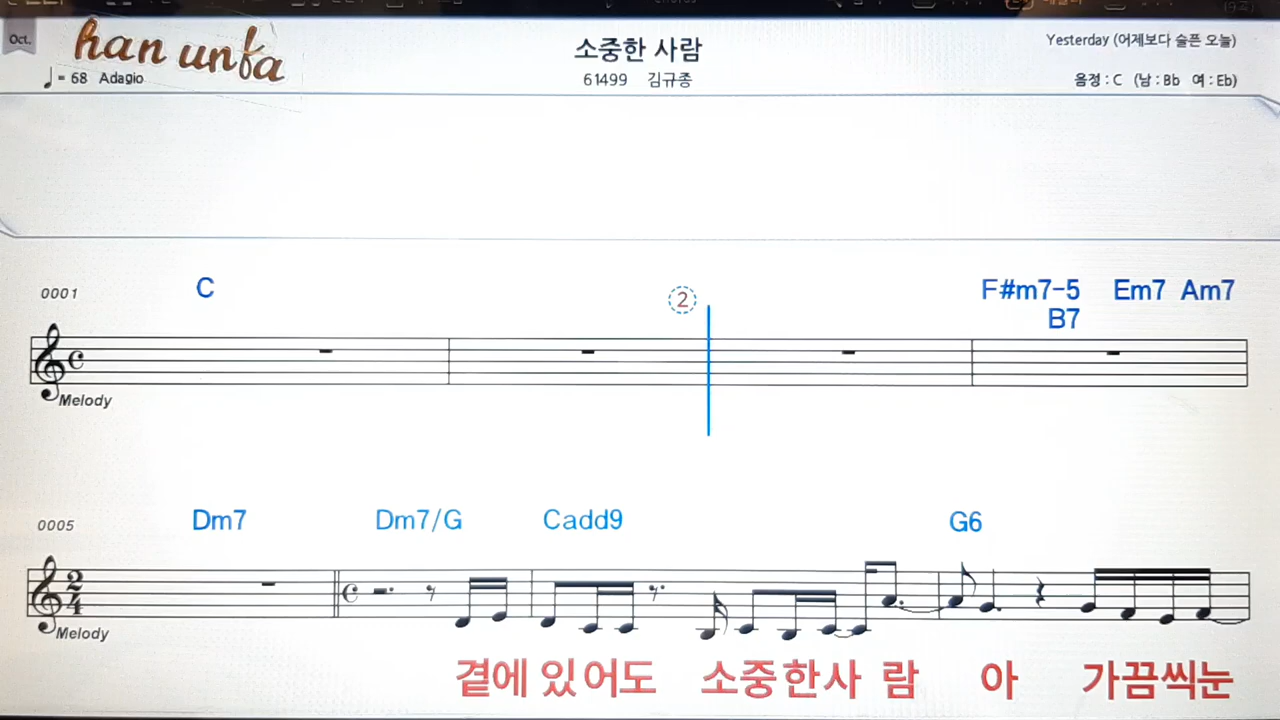 Oct.
han unfa
♩= 68 Adagio
소중한 사람
61499 김규종
Yesterday (어제보다 슬픈 오늘)
음정 : C (남 : Bb 여 : Eb)
0001
C
②
F#m7-5 Em7 Am7
B7
Melody
0005
Dm7 Dm7/G Cadd9 G6
2
4
Melody
곁에 있어도 소중한사 람 아 가끔씩눈